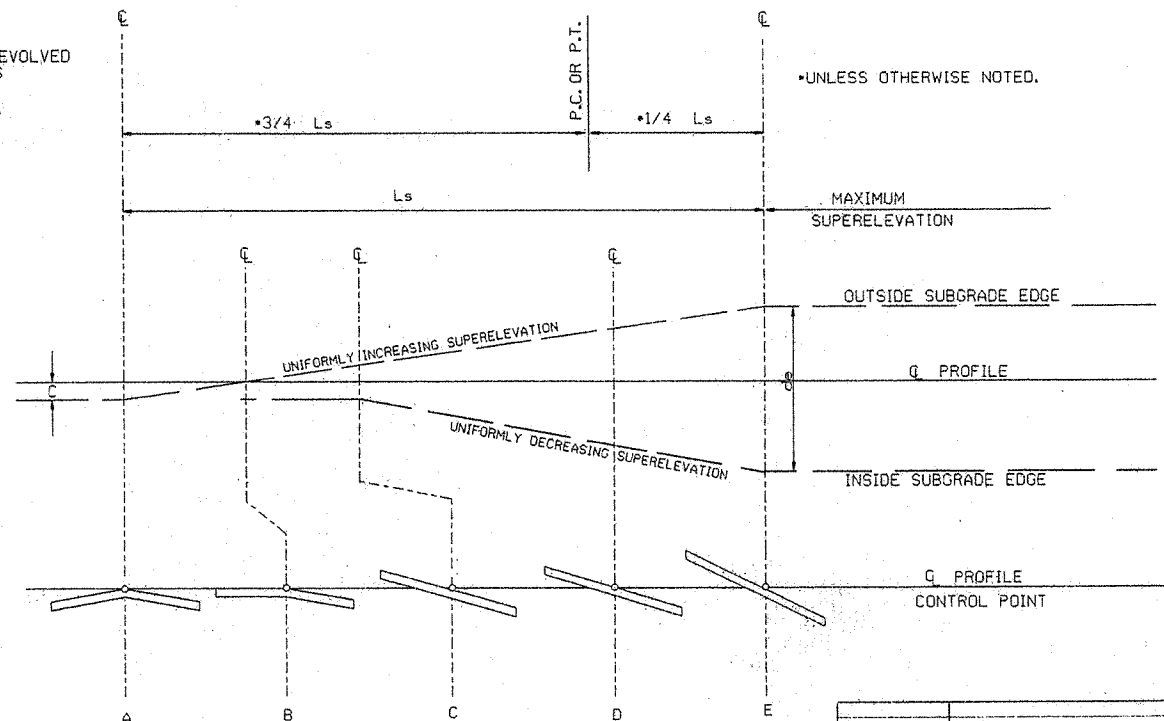 ℄
℄
EVOLVED
P.C. OR P.T.
*UNLESS OTHERWISE NOTED.
*3/4 Ls
*1/4 Ls
Ls
MAXIMUM
SUPERELEVATION
℄
℄
℄
OUTSIDE SUBGRADE EDGE
UNIFORMLY INCREASING SUPERELEVATION
C
℄ PROFILE
UNIFORMLY DECREASING SUPERELEVATION
INSIDE SUBGRADE EDGE
℄ PROFILE
CONTROL POINT
A
B
C
D
E